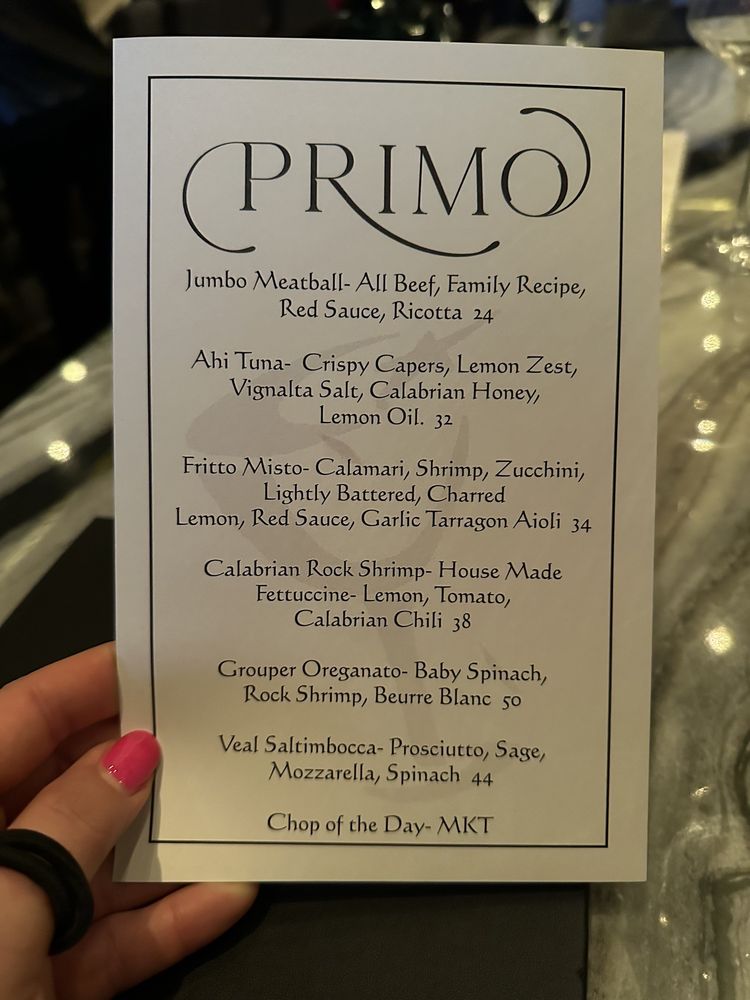 PRIMO
Jumbo Meatball- All Beef, Family Recipe,
Red Sauce, Ricotta 24
Ahi Tuna- Crispy Capers, Lemon Zest,
Vignalta Salt, Calabrian Honey,
Lemon Oil. 32
Fritto Misto- Calamari, Shrimp, Zucchini,
Lightly Battered, Charred
Lemon, Red Sauce, Garlic Tarragon Aioli 34
Calabrian Rock Shrimp- House Made
Fettuccine- Lemon, Tomato,
Calabrian Chili 38
Grouper Oreganato- Baby Spinach,
Rock Shrimp, Beurre Blanc 50
Veal Saltimbocca- Prosciutto, Sage,
Mozzarella, Spinach 44
Chop of the Day- MKT